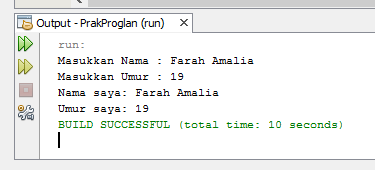 Output - PrakProglan (run)
run:
Masukkan Nama : Farah Amalia
Masukkan Umur : 19
Nama saya: Farah Amalia
Umur saya: 19
BUILD SUCCESSFUL (total time: 10 seconds)